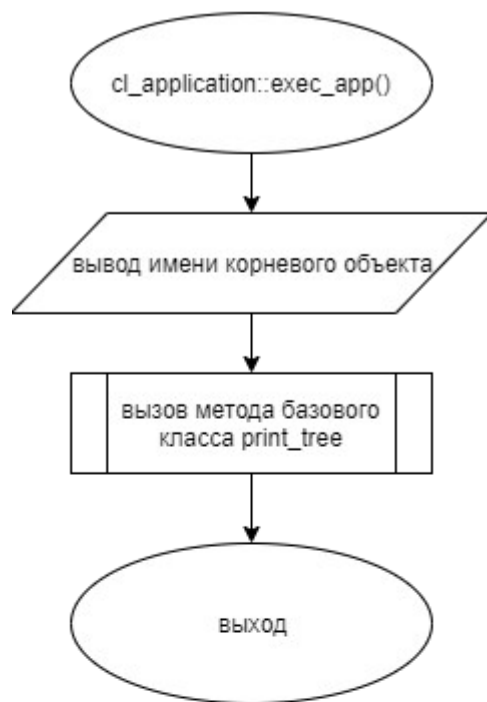 cl_application::exec_app()
вывод имени корневого объекта
вызов метода базового
класса print_tree
выход